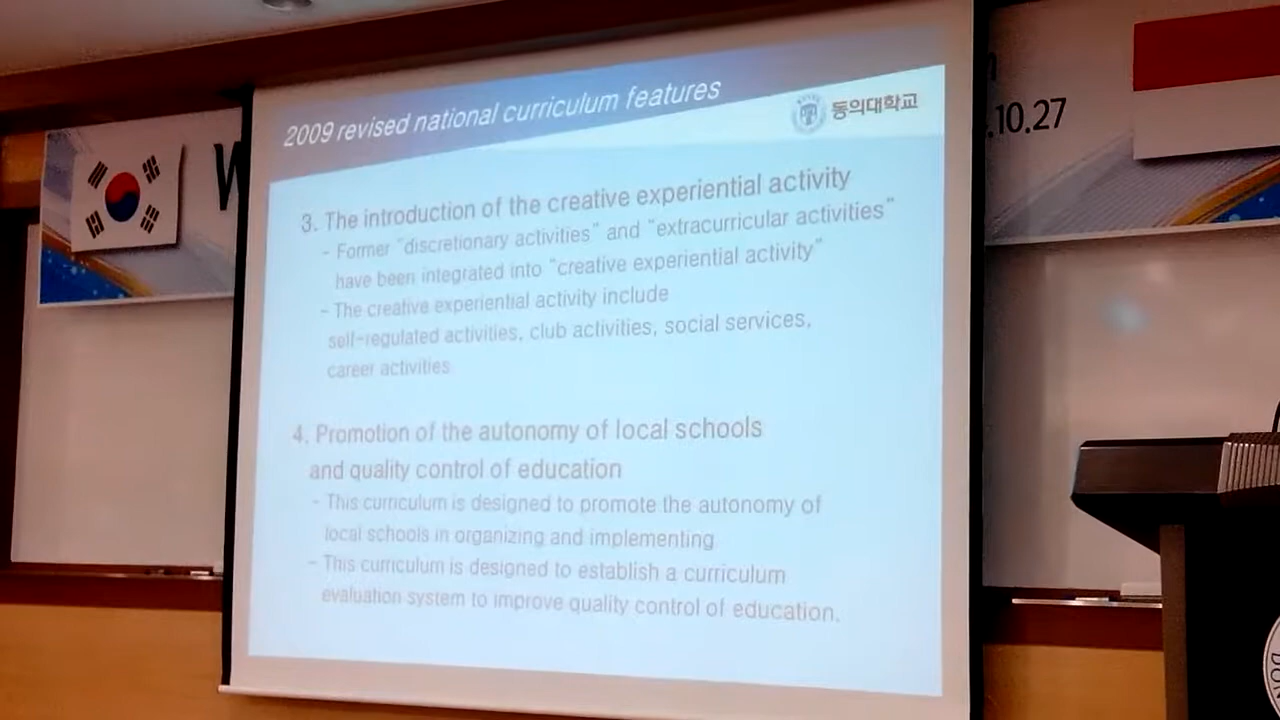 2009 revised national curriculum features
동의대학교
3. The introduction of the creative experiential activity
- Former "discretionary activities" and "extracurricular activities"
have been integrated into "creative experiential activity"
- The creative experiential activity include
self-regulated activities, club activities, social services,
career activities
4. Promotion of the autonomy of local schools
and quality control of education
- This curriculum is designed to promote the autonomy of
local schools in organizing and implementing
- This curriculum is designed to establish a curriculum
evaluation system to improve quality control of education.
W
.10.27